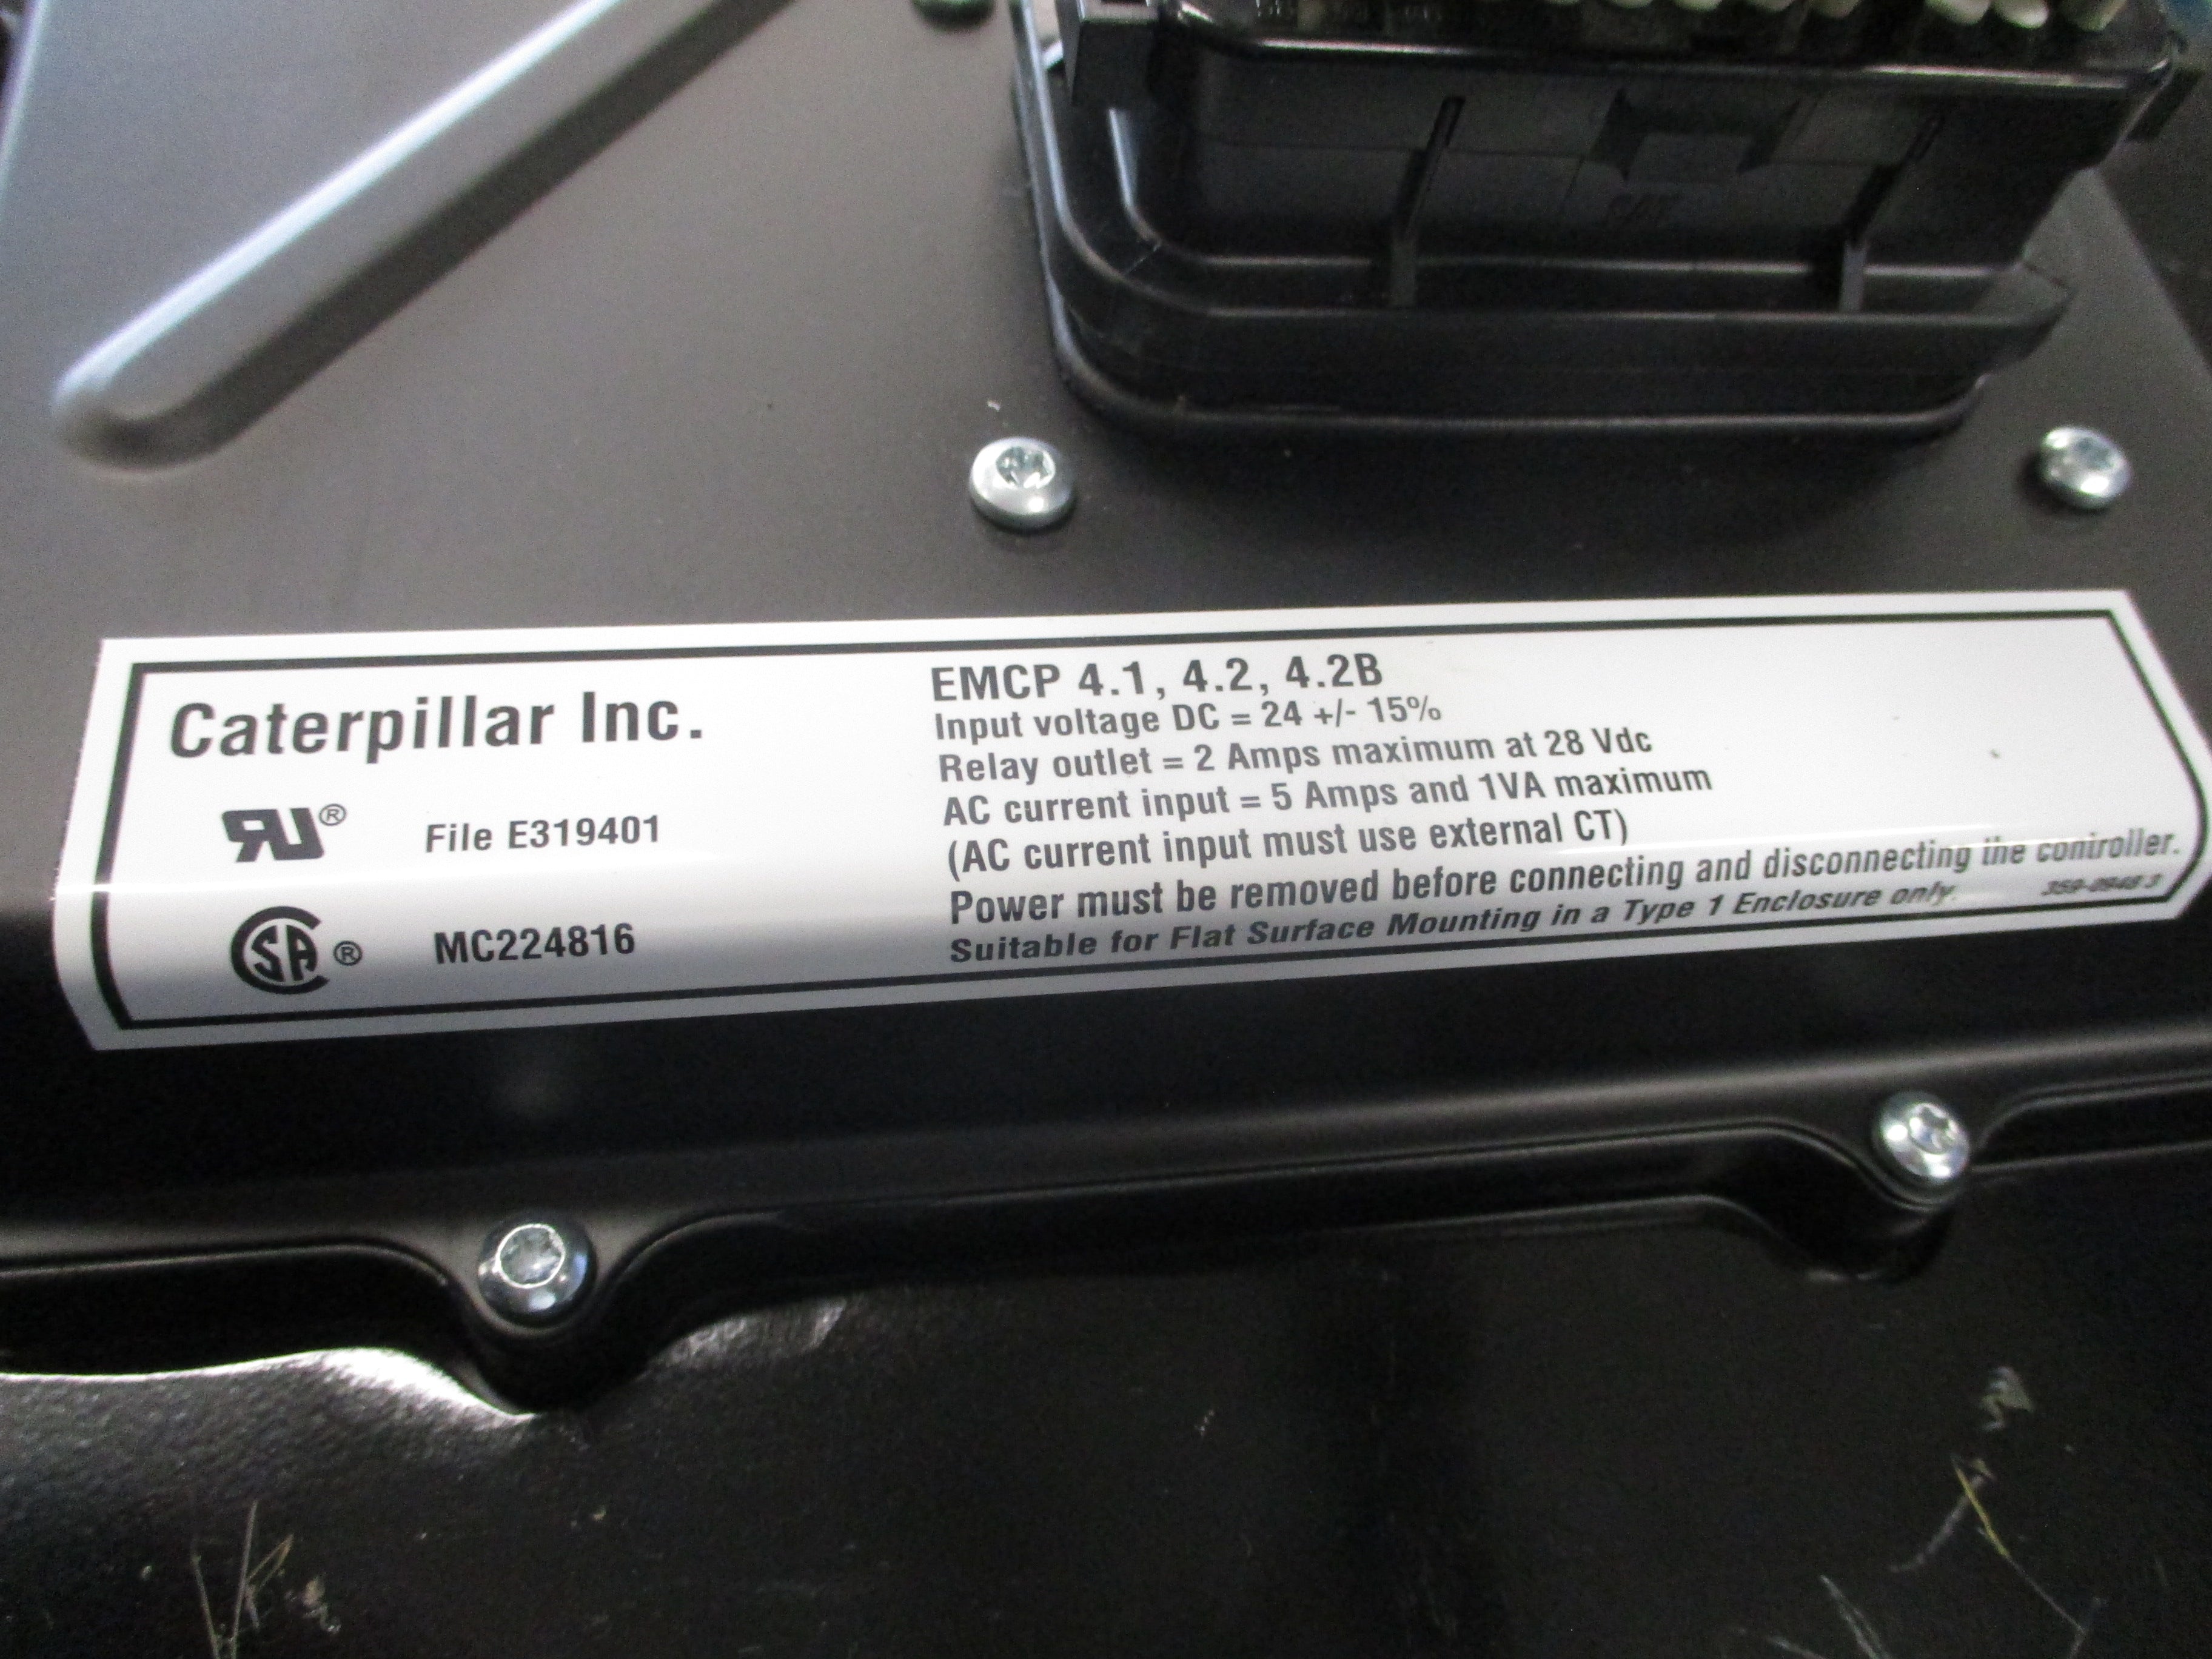 CAT
Caterpillar Inc.
RU®
File E319401
CSA®
MC224816
EMCP 4.1, 4.2, 4.2B
Input voltage DC = 24 +/- 15%
Relay outlet = 2 Amps maximum at 28 Vdc
AC current input = 5 Amps and 1VA maximum
(AC current input must use external CT)
Power must be removed before connecting and disconnecting the controller.
Suitable for Flat Surface Mounting in a Type 1 Enclosure only.